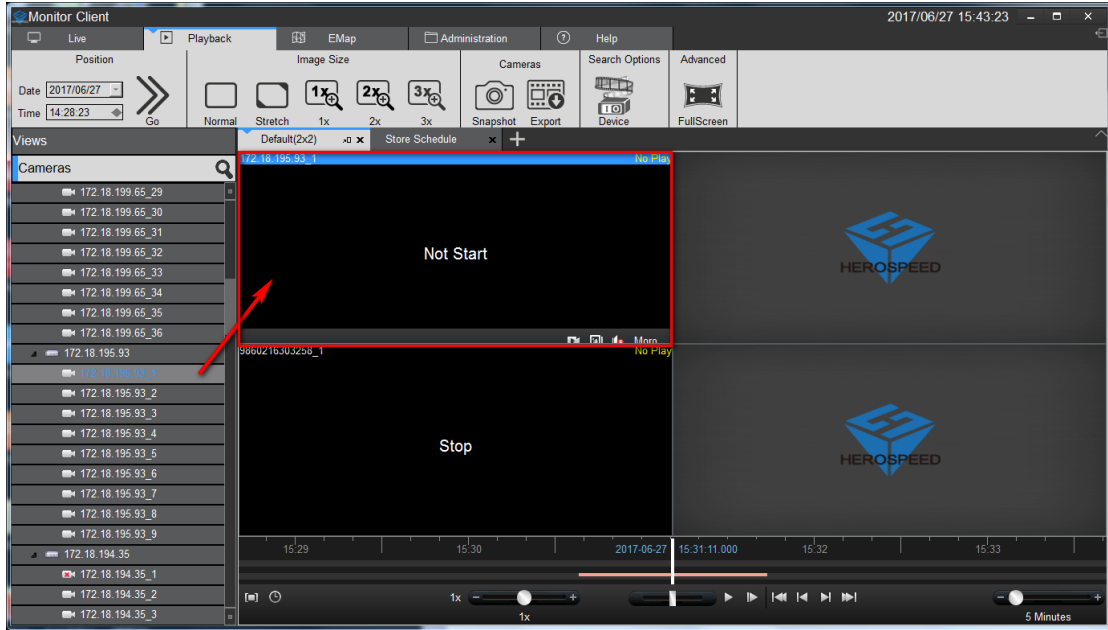 Monitor Client 2017/06/27 15:43:23
Live Playback EMap Administration Help
Position Image Size Cameras Search Options Advanced
Date 2017/06/27
Time 14:28:23
Go Normal Stretch 1x 2x 3x Snapshot Export Device FullScreen
1x 2x 3x
Views Default(2x2) Store Schedule
Cameras
172.18.195.93_1 No Play
172.18.199.65_29
172.18.199.65_30
172.18.199.65_31
172.18.199.65_32
172.18.199.65_33
172.18.199.65_34
172.18.199.65_35
172.18.199.65_36
172.18.195.93
172.18.195.93_1
172.18.195.93_2
172.18.195.93_3
172.18.195.93_4
172.18.195.93_5
172.18.195.93_6
172.18.195.93_7
172.18.195.93_8
172.18.195.93_9
172.18.194.35
172.18.194.35_1
172.18.194.35_2
172.18.194.35_3
Not Start
HEROSPEED
More
9860216303258_1 No Play
Stop
HEROSPEED
15:29 15:30 2017-06-27 15:31:11.000 15:32 15:33
1x
1x 5 Minutes